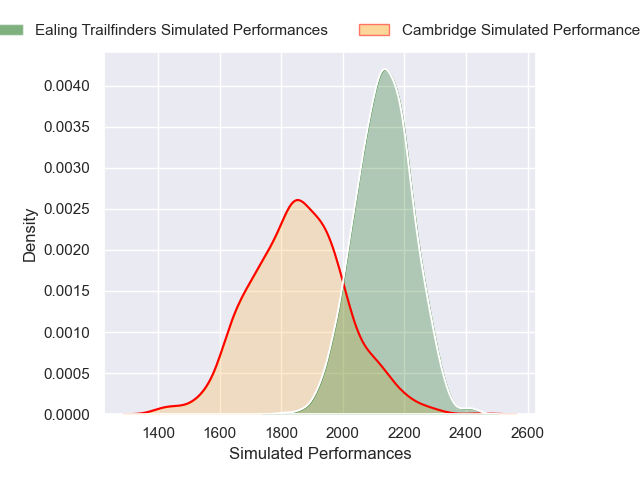 Ealing Trailfinders Simulated Performances
Cambridge Simulated Performance
0.0040
0.0035
0.0030
0.0025
0.0020
0.0015
0.0010
0.0005
0.0000
Density
1400 1600 1800 2000 2200 2400 2600
Simulated Performances